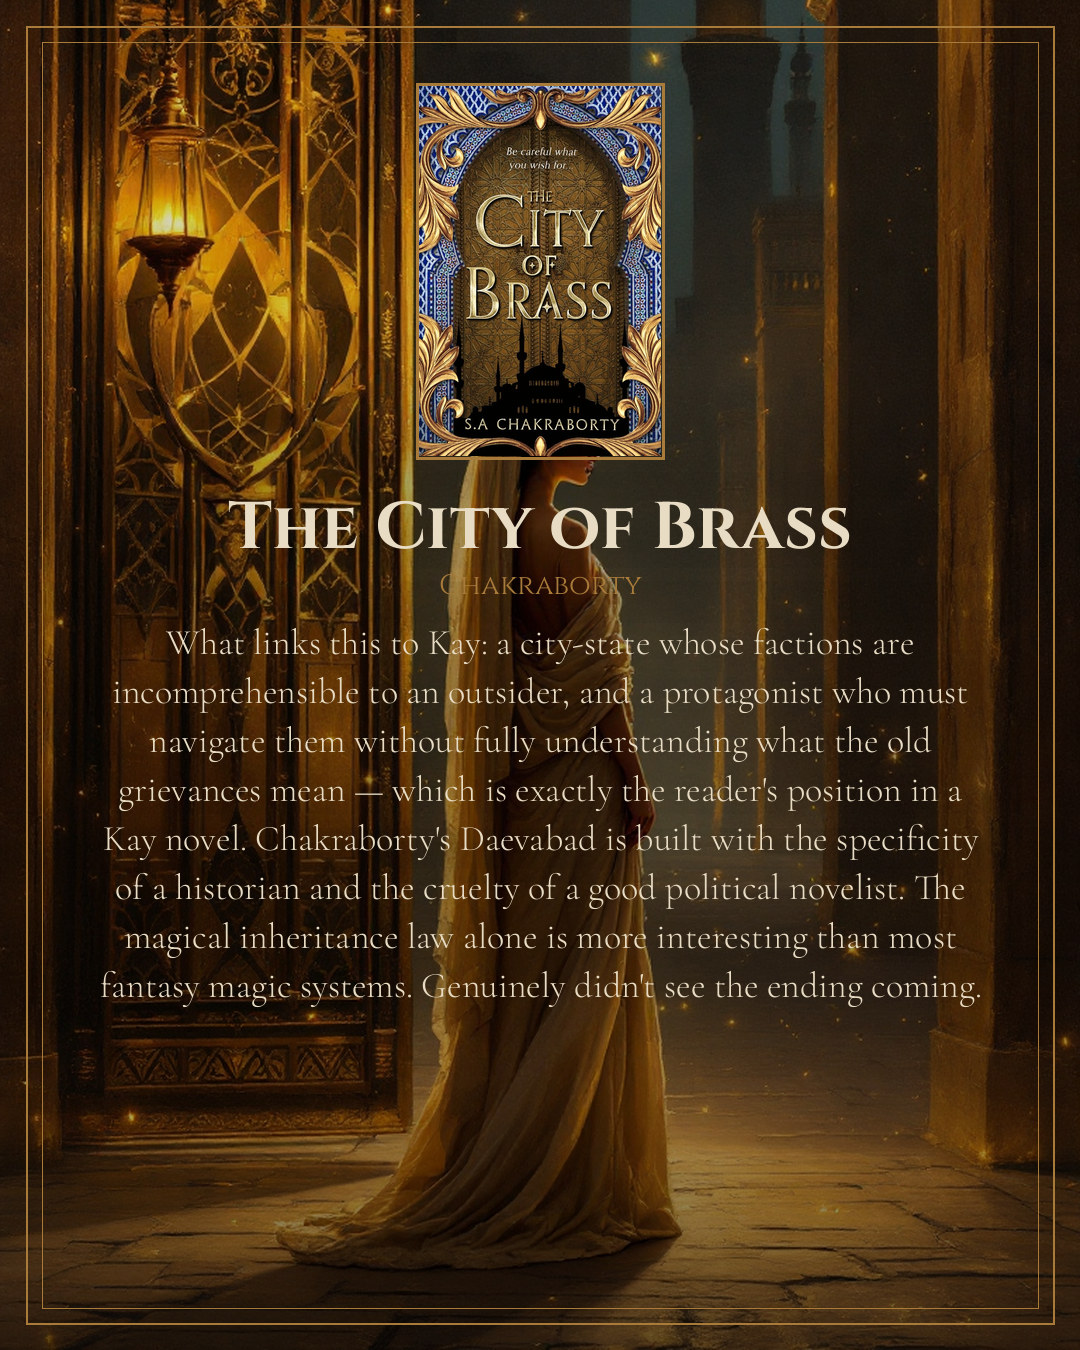 Be careful what
you wish for...
THE
CITY
OF
BRASS
S.A CHAKRABORTY
THE CITY OF BRASS
CHAKRABORTY
What links this to Kay: a city-state whose factions are
incomprehensible to an outsider, and a protagonist who must
navigate them without fully understanding what the old
grievances mean — which is exactly the reader's position in a
Kay novel. Chakraborty's Daevabad is built with the specificity
of a historian and the cruelty of a good political novelist. The
magical inheritance law alone is more interesting than most
fantasy magic systems. Genuinely didn't see the ending coming.